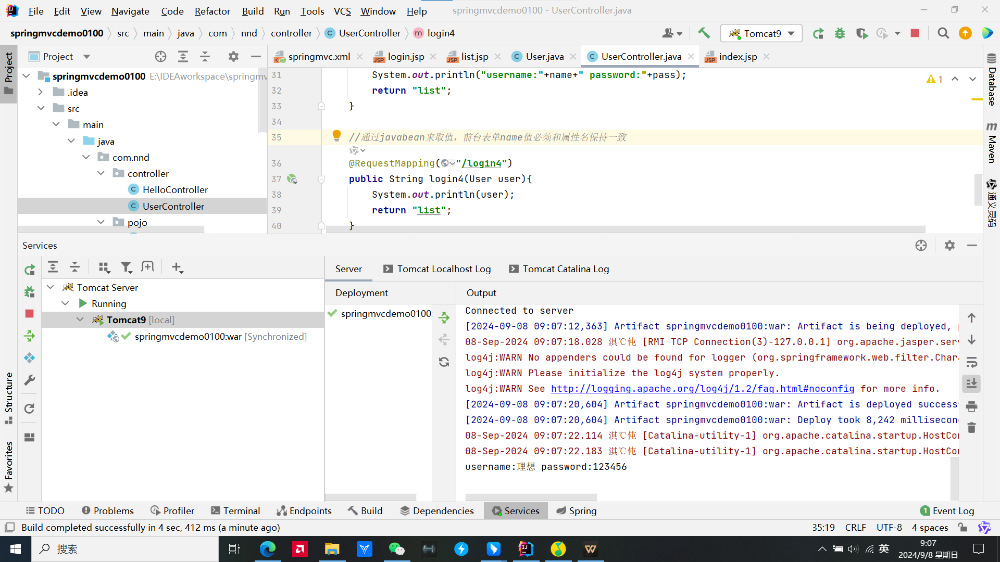 File Edit View Navigate Code Refactor Build Run Tools VCS Window Help springmvcdemo0100 - UserController.java
springmvcdemo0100 src main java com nnd controller UserController login4 Tomcat9
Project springmvc.xml login.jsp list.jsp User.java UserController.java index.jsp
springmvcdemo0100 E:\IDEAworkspace\springmv
.idea
src
main
java
com.nnd
controller
HelloController
UserController
pojo
31 System.out.println("username:"+name+" password:"+pass);
32 return "list";
33 }
34
35 //通过javabean来取值，前台表单name值必须和属性名保持一致
36 @RequestMapping("/login4")
37 public String login4(User user){
38 System.out.println(user);
39 return "list";
40 }
1
Project
Structure
Favorites
Database
Maven
通义灵码
Services
Tomcat Server
Running
Tomcat9 [local]
springmvcdemo0100:war [Synchronized]
Server Tomcat Localhost Log Tomcat Catalina Log
Deployment Output
springmvcdemo0100:
Connected to server
[2024-09-08 09:07:12,363] Artifact springmvcdemo0100:war: Artifact is being deployed,
08-Sep-2024 09:07:18.028 淇℃伅 [RMI TCP Connection(3)-127.0.0.1] org.apache.jasper.ser
log4j:WARN No appenders could be found for logger (org.springframework.web.filter.Char
log4j:WARN Please initialize the log4j system properly.
log4j:WARN See http://logging.apache.org/log4j/1.2/faq.html#noconfig for more info.
[2024-09-08 09:07:20,604] Artifact springmvcdemo0100:war: Artifact is deployed success
[2024-09-08 09:07:20,604] Artifact springmvcdemo0100:war: Deploy took 8,242 millisecon
08-Sep-2024 09:07:22.114 淇℃伅 [Catalina-utility-1] org.apache.catalina.startup.HostCon
08-Sep-2024 09:07:22.183 淇℃伅 [Catalina-utility-1] org.apache.catalina.startup.HostCon
username:理想 password:123456
TODO Problems Profiler Terminal Endpoints Build Dependencies Services Spring 1 Event Log
Build completed successfully in 4 sec, 412 ms (a minute ago) 35:19 CRLF UTF-8 4 spaces
搜索 英 9:07
2024/9/8 星期日